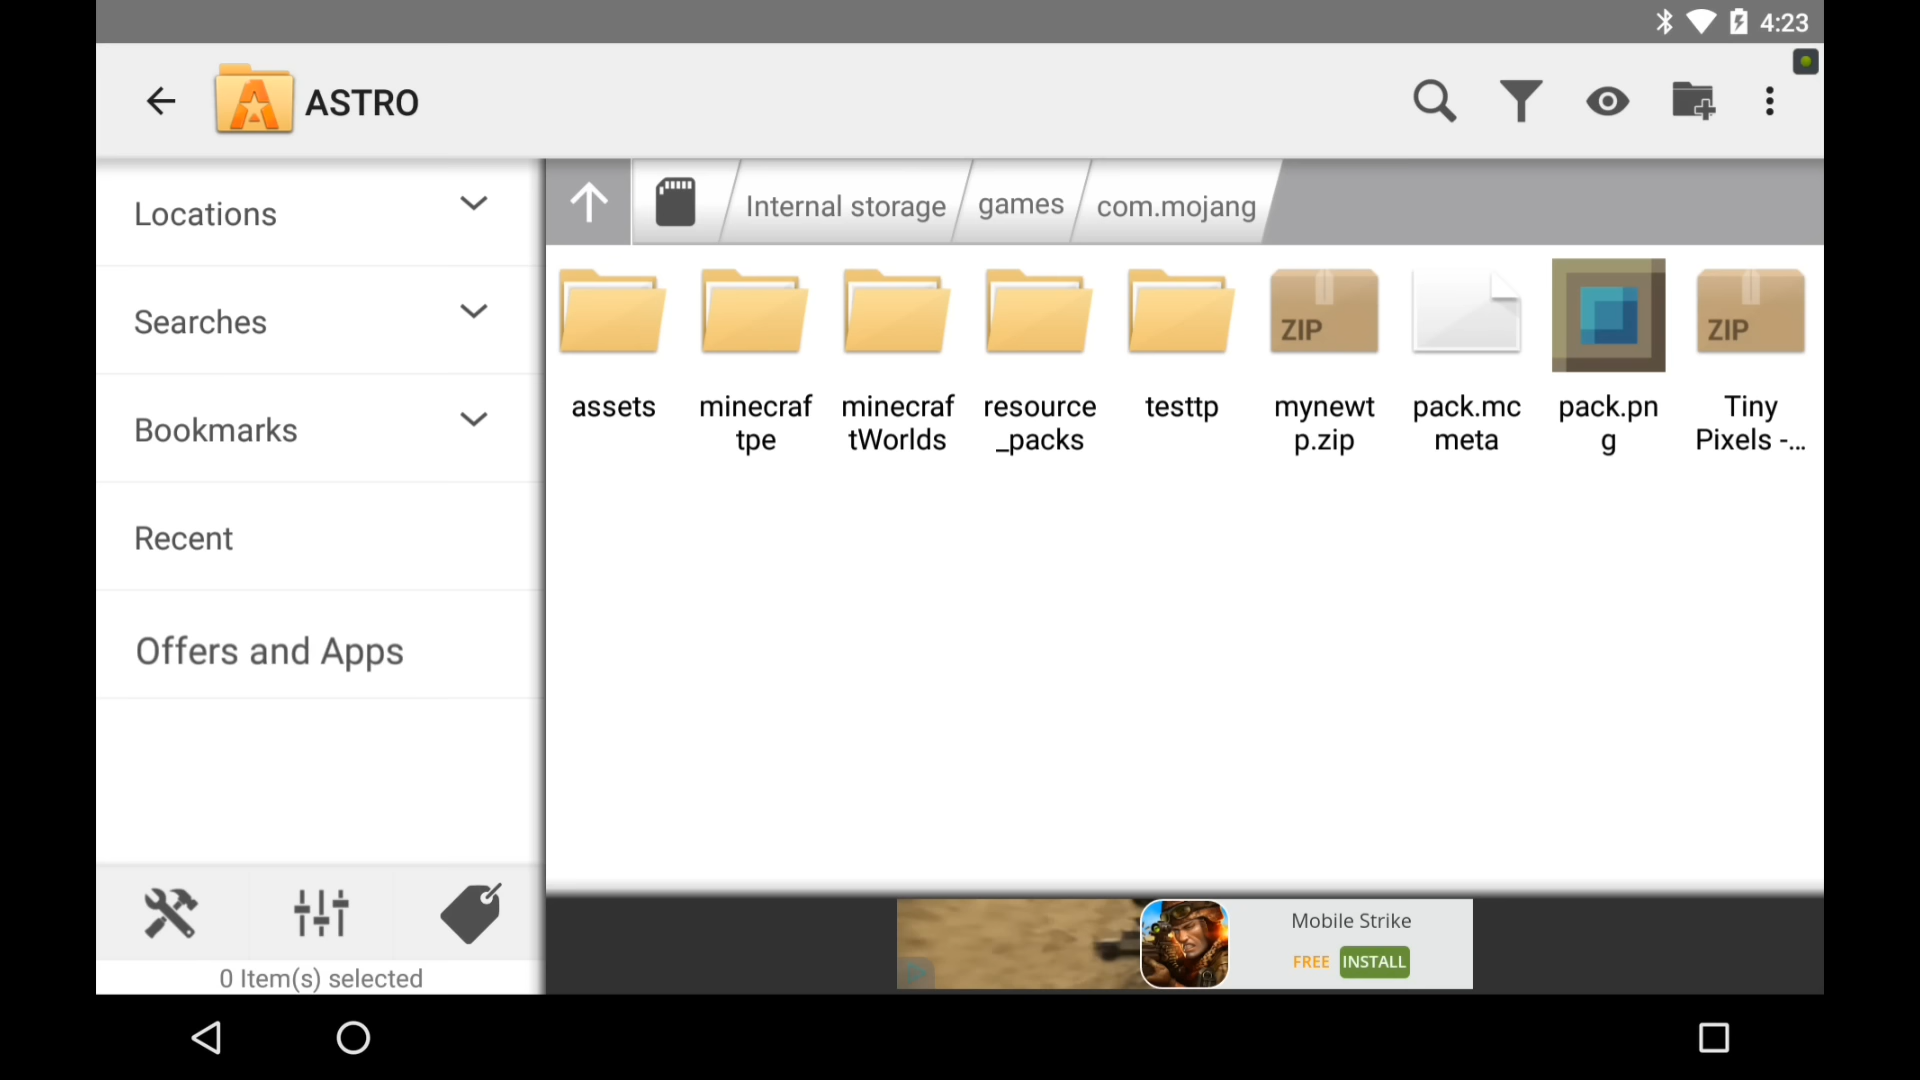 4:23
ASTRO
Locations
Searches
Bookmarks
Recent
Offers and Apps
0 Item(s) selected
Internal storage
games
com.mojang
assets
minecraf
tpe
minecraf
tWorlds
resource
_packs
testtp
ZIP
mynewt
p.zip
pack.mc
meta
pack.pn
g
ZIP
Tiny
Pixels -...
Mobile Strike
FREE
INSTALL